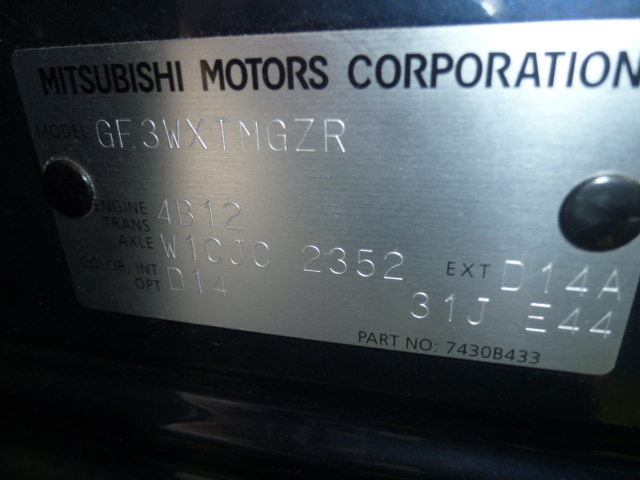 MITSUBISHI MOTORS CORPORATION
MODEL GF3WXTMGZR
ENGINE 4B12
TRANS AXLE W1CJC 2352 EXT D14A
COLOR, INT D14
OPT 31J E44
PART NO: 7430B433